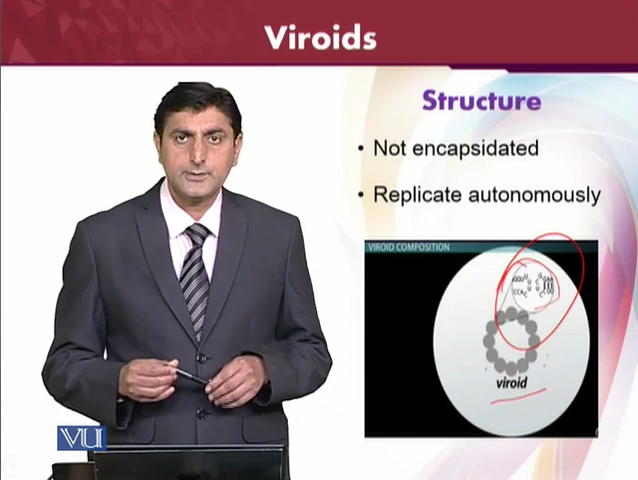 Viroids
Structure
• Not encapsidated
• Replicate autonomously
VIROID COMPOSITION
viroid
VU